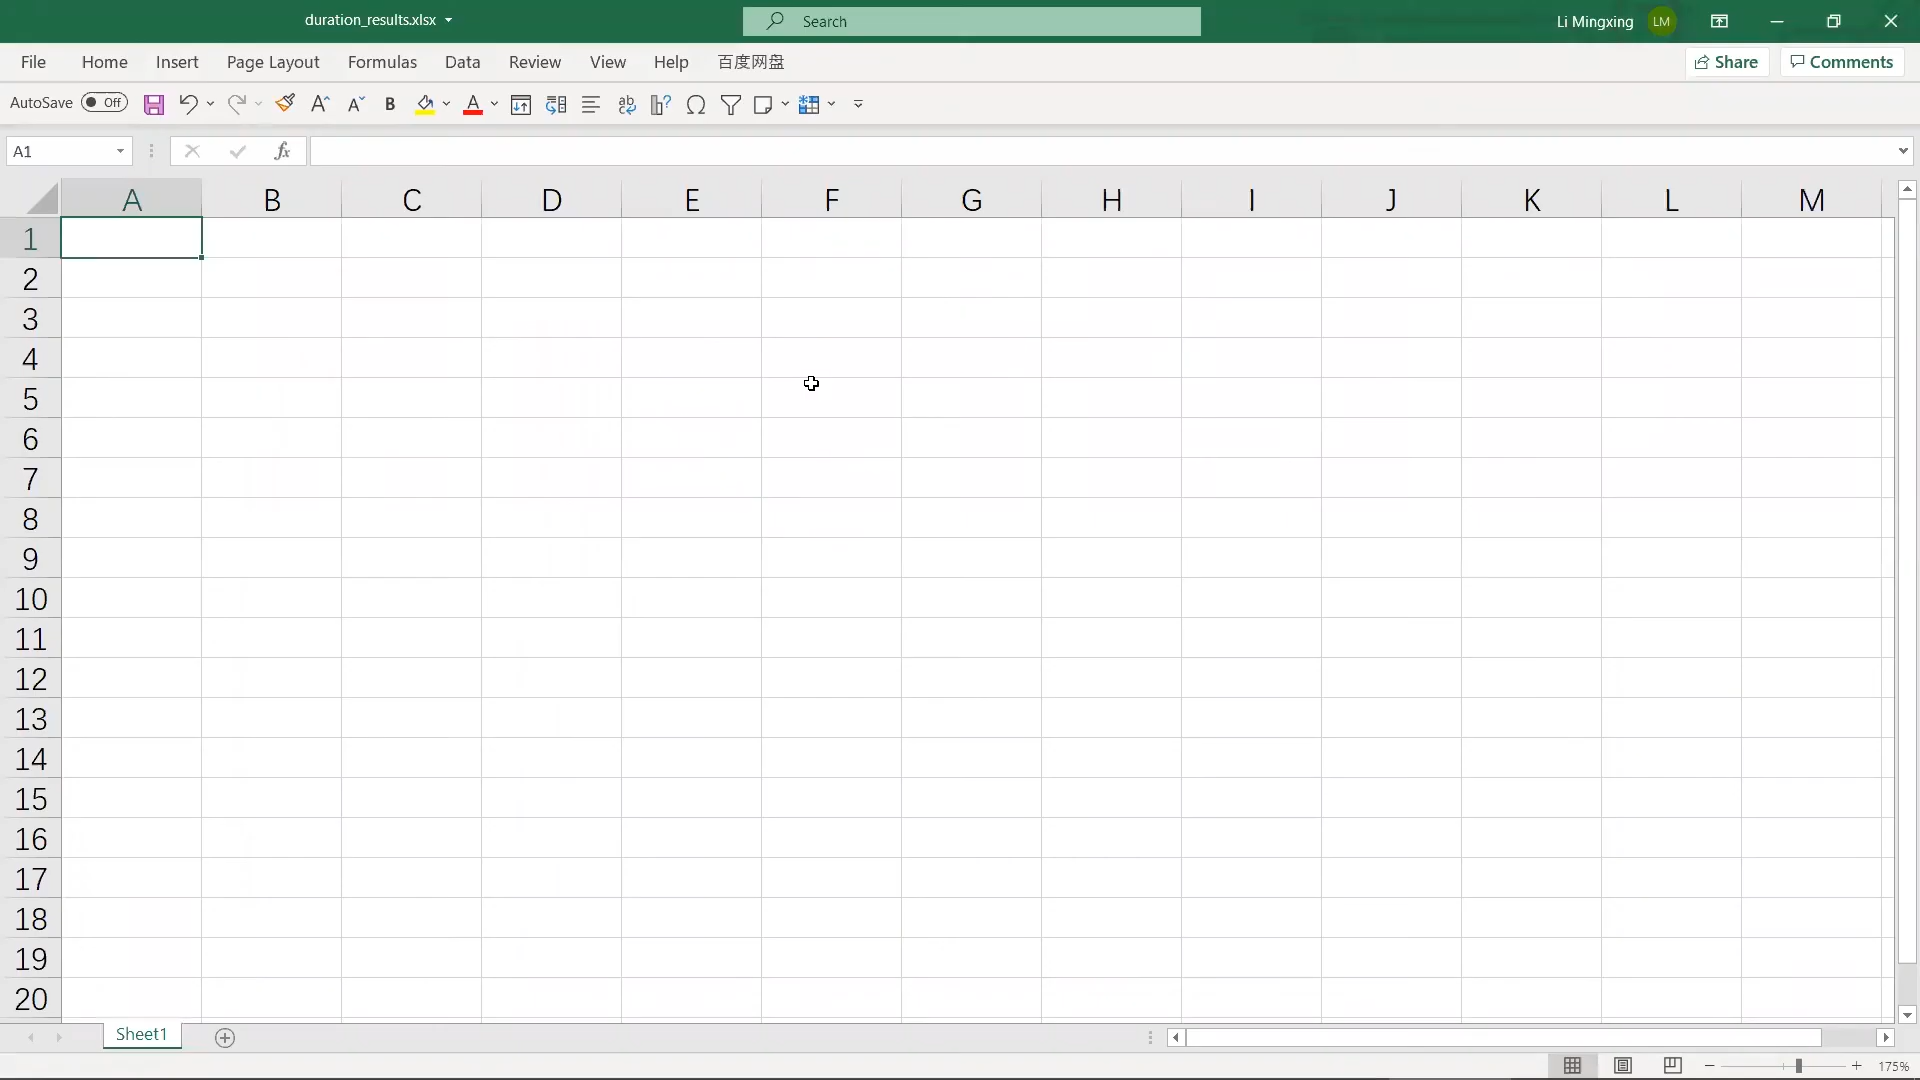 duration_results.xlsx
Search
Li Mingxing LM
File Home Insert Page Layout Formulas Data Review View Help 百度网盘 Share Comments
AutoSave Off
A1 fx
A B C D E F G H I J K L M
1
2
3
4
5
6
7
8
9
10
11
12
13
14
15
16
17
18
19
20
Sheet1
175%